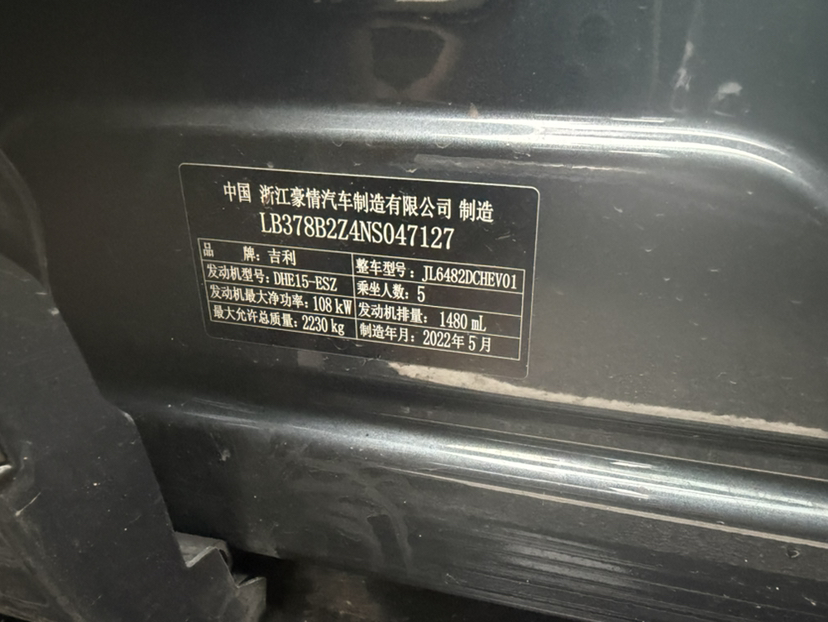 中国 浙江豪情汽车制造有限公司 制造
LB378B2Z4NS047127
品 牌：吉利 整车型号：JL6482DCHEV01
发动机型号：DHE15-ESZ 乘坐人数：5
发动机最大净功率：108 kW 发动机排量：1480 mL
最大允许总质量：2230 kg 制造年月：2022年5月